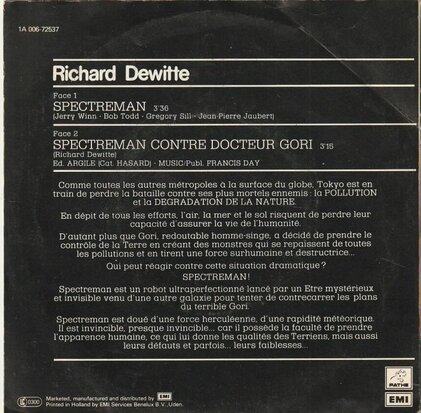 1A 006-72537
Richard Dewitte
Face 1
SPECTREMAN 3'36
(Jerry Winn · Bob Todd · Gregory Sill · Jean-Pierre Jaubert)
Face 2
SPECTREMAN CONTRE DOCTEUR GORI 3'15
(Richard Dewitte)
Ed. ARGILE (Cat. HASARD) · MUSIC/Publ. FRANCIS DAY
Comme toutes les autres métropoles à la surface du globe, Tokyo est en
train de perdre la bataille contre ses plus mortels ennemis : la POLLUTION
et la DEGRADATION DE LA NATURE.
En dépit de tous les efforts, l'air, la mer et le sol risquent de perdre leur
capacité d'assurer la vie de l'humanité.
D'autant plus que Gori, redoutable homme-singe, a décidé de prendre le
contrôle de la Terre en créant des monstres qui se repaissent de toutes
les pollutions et en tirent une force surhumaine et destructrice...
Qui peut réagir contre cette situation dramatique ?
SPECTREMAN !
Spectreman est un robot ultraperfectionné lancé par un Etre mystérieux
et invisible venu d'une autre galaxie pour tenter de contrecarrer les plans
du terrible Gori.
Spectreman est doué d'une force herculéenne, d'une rapidité météorique.
Il est invincible, presque invincible... car il possède la faculté de prendre
l'apparence humaine, ce qui lui donne les qualités des Terriens, mais aussi
leurs défauts et parfois... leurs faiblesses...
0300
Marketed, manufactured and distributed by EMI
Printed in Holland by EMI Services Benelux B.V., Uden.
PATHE
EMI